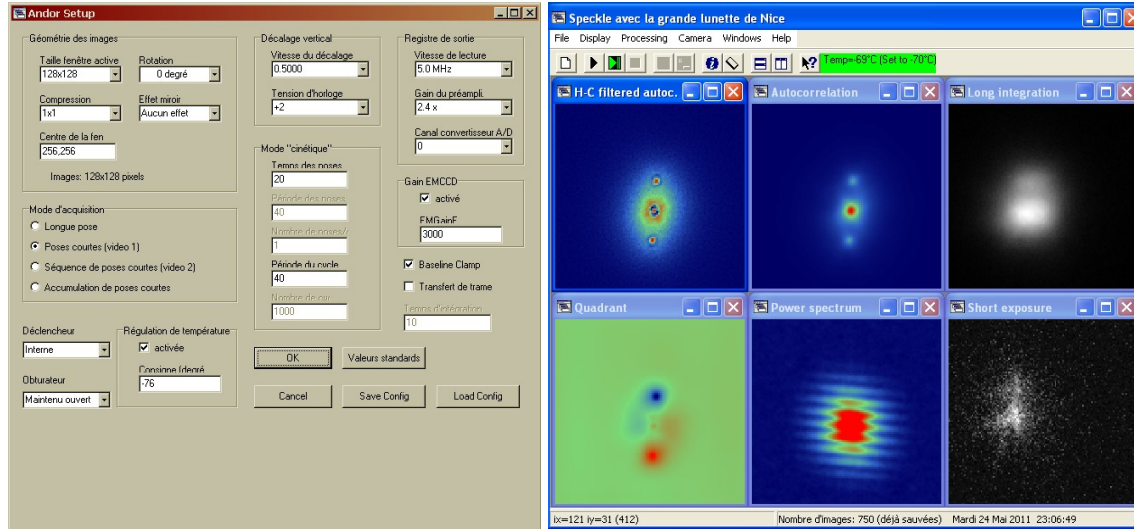 Andor Setup
Géométrie des images
Taille fenêtre active
128x128
Rotation
0 degré
Compression
1x1
Effet miroir
Aucun effet
Centre de la fen
256,256
Images: 128x128 pixels
Mode d'acquisition
Longue pose
Poses courtes (video 1)
Séquence de poses courtes (video 2)
Accumulation de poses courtes
Déclencheur
Interne
Obturateur
Maintenu ouvert
Régulation de température
activée
Consigne (degré
-76
Décalage vertical
Vitesse du décalage
0.5000
Tension d'horloge
+2
Mode "cinétique"
Temps des poses
20
Période des poses
40
Nombre de poses/
1
Période du cycle
40
Nombre de cyc
1000
Registre de sortie
Vitesse de lecture
5.0 MHz
Gain du préampli.
2.4 x
Canal convertisseur A/D
0
Gain EMCCD
activé
EMGainF
3000
Baseline Clamp
Transfert de trame
Temps d'intégration
10
OK
Valeurs standards
Cancel
Save Config
Load Config
Speckle avec la grande lunette de Nice
File Display Processing Camera Windows Help
Temp=-69°C (Set to -70°C)
H-C filtered autoc.
Autocorrelation
Long integration
Quadrant
Power spectrum
Short exposure
ix=121 iy=31 (412)
Nombre d'images: 750 (déjà sauvées)
Mardi 24 Mai 2011 23:06:49